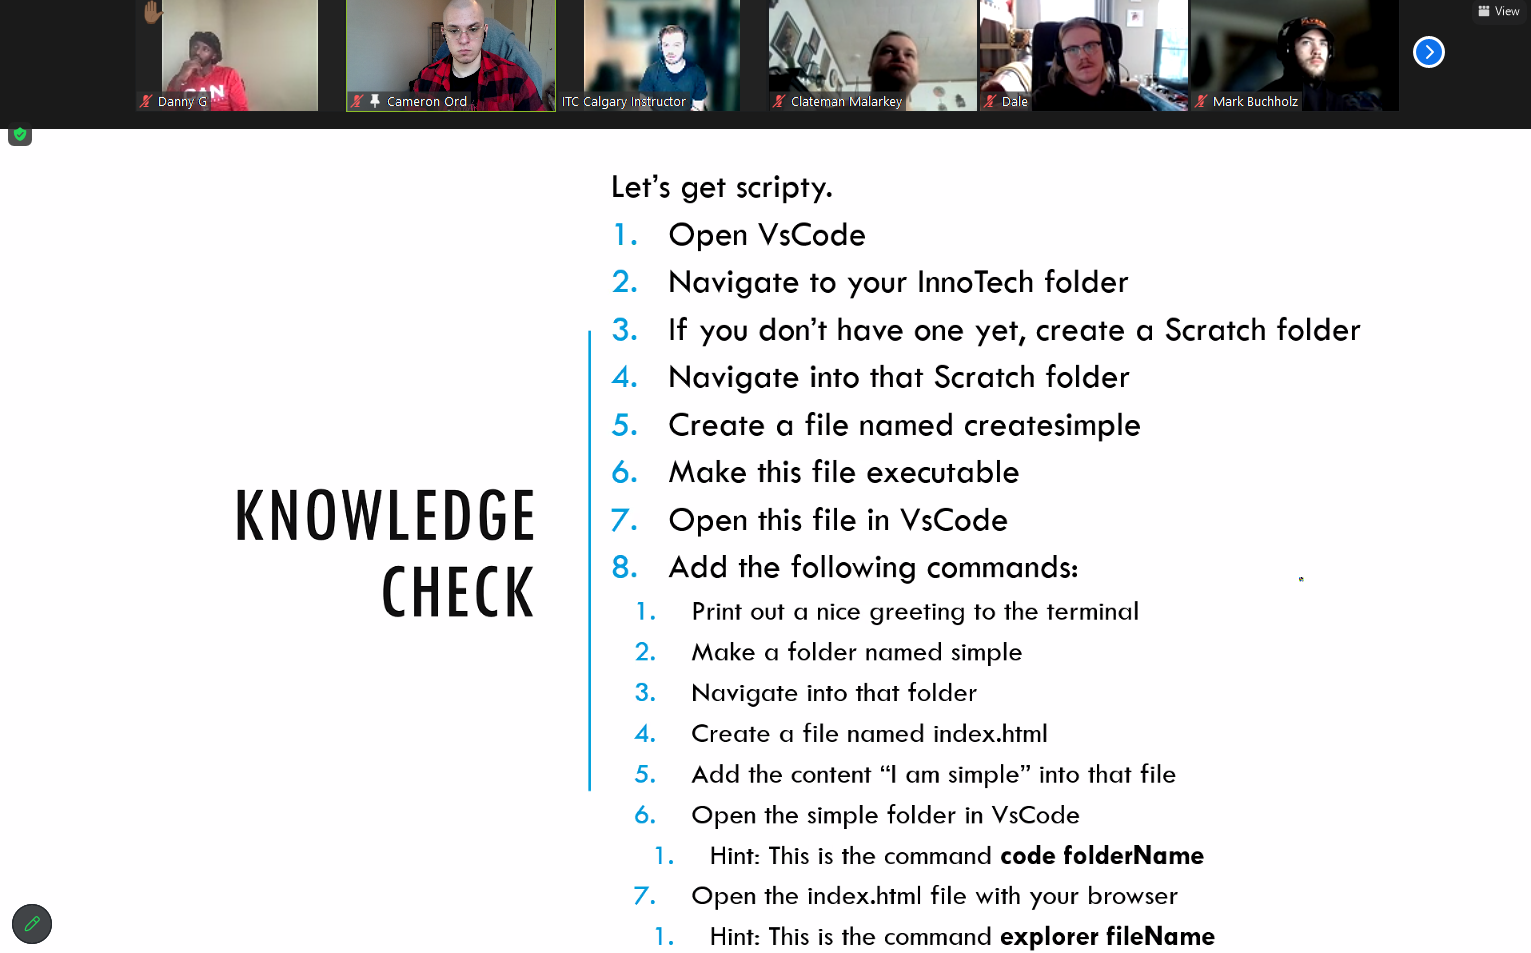 View
CAN
Danny G
Cameron Ord
ITC Calgary Instructor
Clateman Malarkey
Dale
Mark Buchholz
Let's get scripty.
1. Open VsCode
2. Navigate to your InnoTech folder
3. If you don't have one yet, create a Scratch folder
4. Navigate into that Scratch folder
5. Create a file named createsimple
6. Make this file executable
7. Open this file in VsCode
8. Add the following commands:
1. Print out a nice greeting to the terminal
2. Make a folder named simple
3. Navigate into that folder
4. Create a file named index.html
5. Add the content “I am simple” into that file
6. Open the simple folder in VsCode
1. Hint: This is the command code folderName
7. Open the index.html file with your browser
1. Hint: This is the command explorer fileName
KNOWLEDGE
CHECK